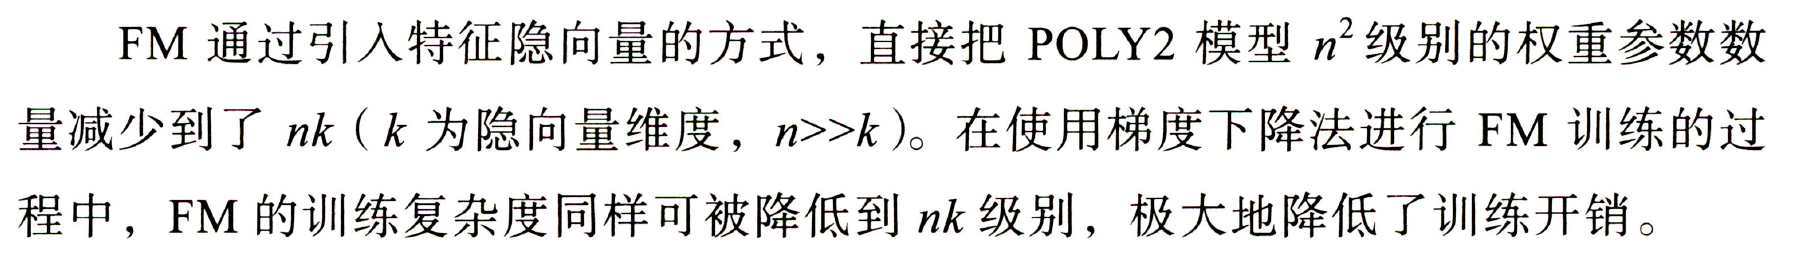 FM 通过引入特征隐向量的方式，直接把 POLY2 模型 n²级别的权重参数数
量减少到了 nk（k 为隐向量维度，n>>k）。在使用梯度下降法进行 FM 训练的过
程中，FM 的训练复杂度同样可被降低到 nk 级别，极大地降低了训练开销。